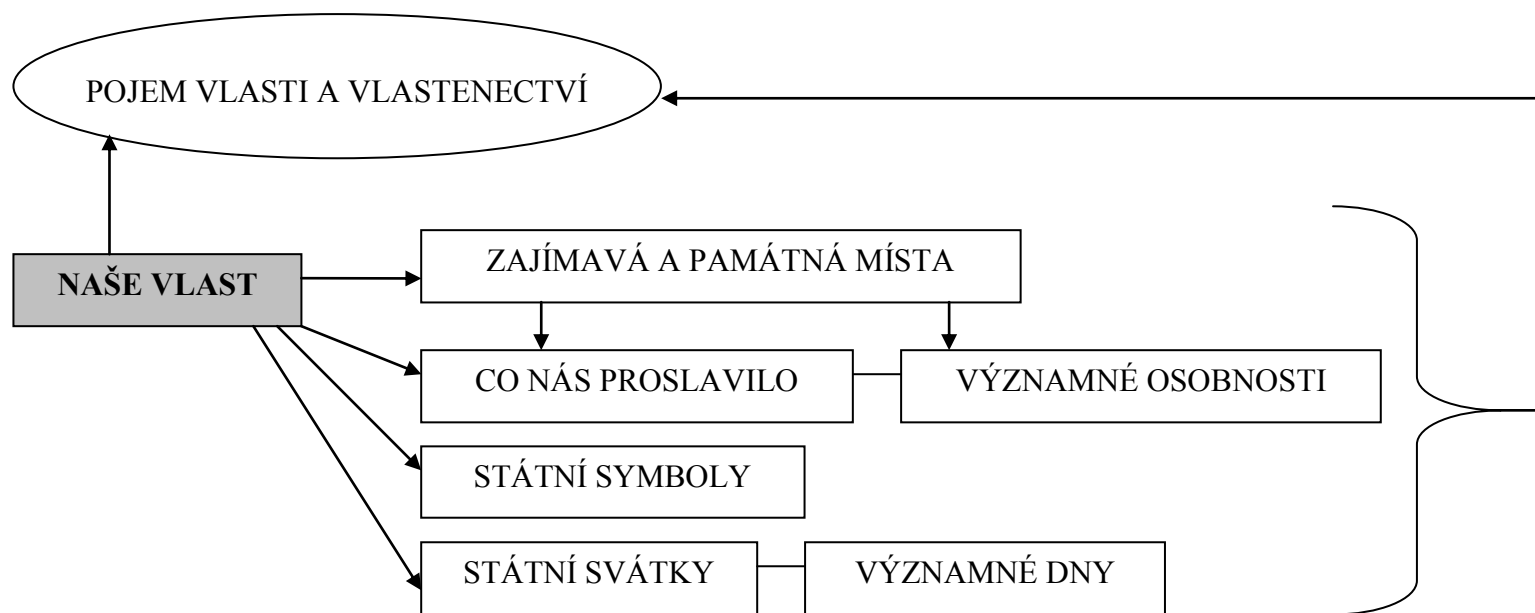 POJEM VLASTI A VLASTENECTVÍ
NAŠE VLAST
ZAJÍMAVÁ A PAMÁTNÁ MÍSTA
CO NÁS PROSLAVILO
VÝZNAMNÉ OSOBNOSTI
STÁTNÍ SYMBOLY
STÁTNÍ SVÁTKY
VÝZNAMNÉ DNY